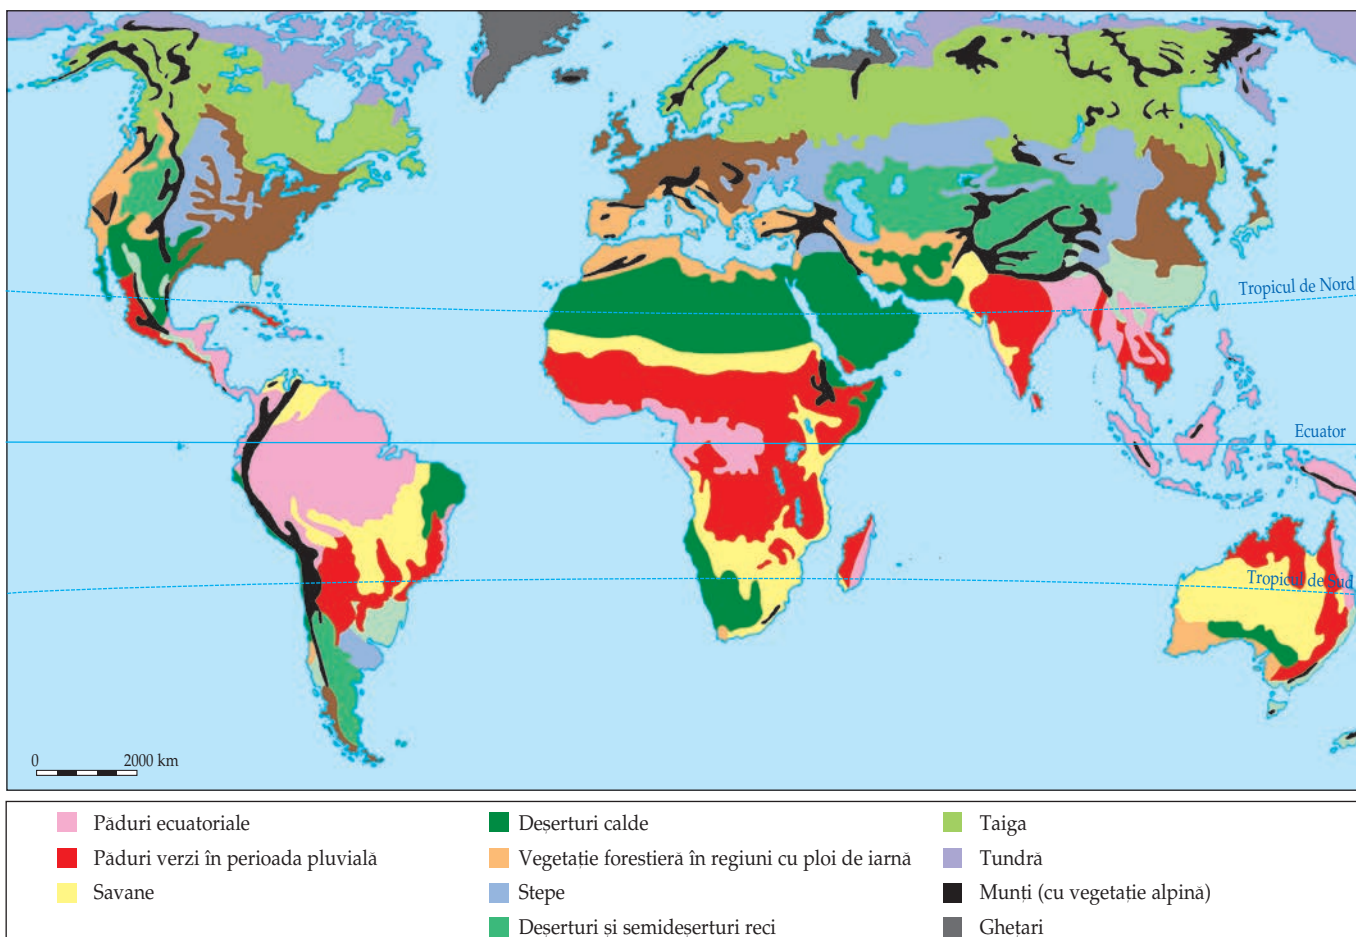 Tropicul de Nord
Ecuator
Tropicul de Sud
0 2000 km
Păduri ecuatoriale
Păduri verzi în perioada pluvială
Savane
Deșerturi calde
Vegetație forestieră în regiuni cu ploi de iarnă
Stepe
Deșerturi și semideșerturi reci
Taiga
Tundră
Munți (cu vegetație alpină)
Ghețari